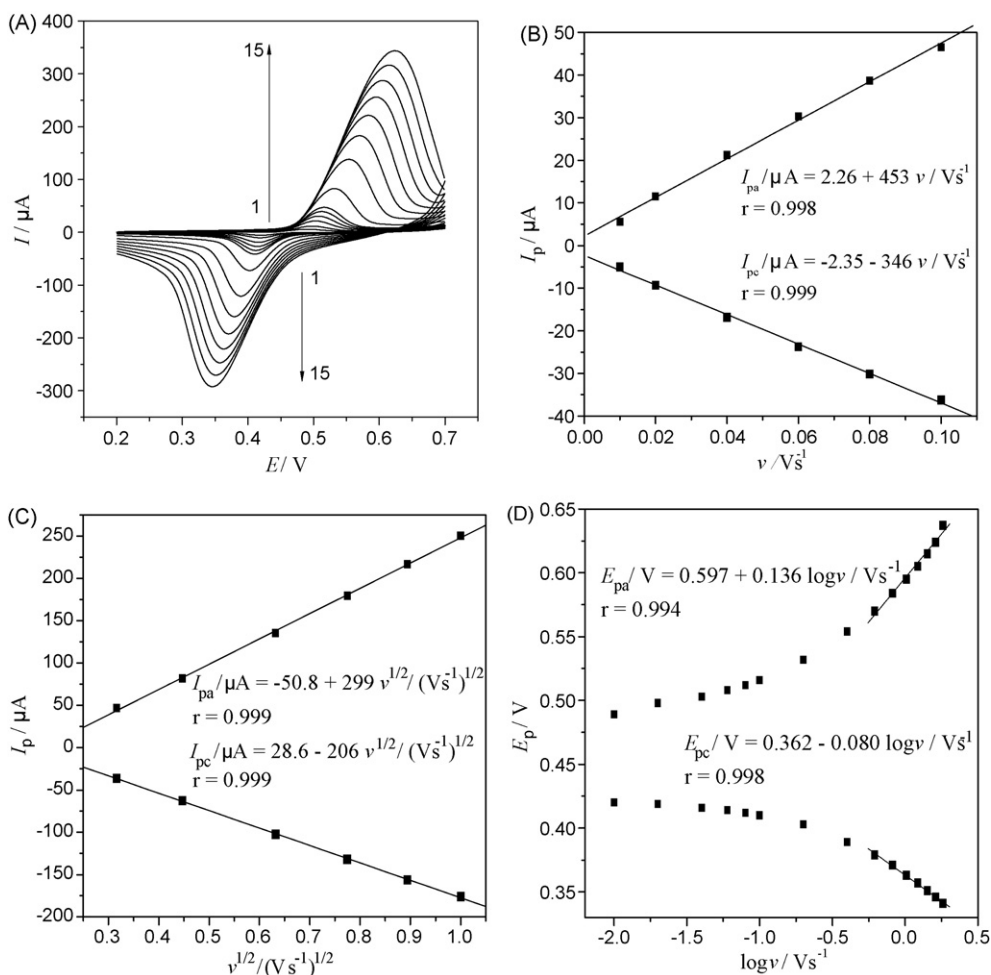 (A)
400
300
200
100
0
-100
-200
-300
I / µA
15
1
1
15
0.2 0.3 0.4 0.5 0.6 0.7
E / V
(B)
50
40
30
20
10
0
-10
-20
-30
-40
I_p / µA
I_pa/µA = 2.26 + 453 v / Vs^-1
r = 0.998
I_pc/µA = -2.35 - 346 v / Vs^-1
r = 0.999
0.00 0.02 0.04 0.06 0.08 0.10
v /Vs^-1
(C)
250
200
150
100
50
0
-50
-100
-150
-200
I_p / µA
I_pa/µA = -50.8 + 299 v^1/2/ (Vs^-1)^1/2
r = 0.999
I_pc/µA = 28.6 - 206 v^1/2/ (Vs^-1)^1/2
r = 0.999
0.3 0.4 0.5 0.6 0.7 0.8 0.9 1.0
v^1/2/(Vs^-1)^1/2
(D)
0.65
0.60
0.55
0.50
0.45
0.40
0.35
E_p/ V
E_pa/ V = 0.597 + 0.136 logv / Vs^-1
r = 0.994
E_pc/ V = 0.362 - 0.080 logv / Vs^-1
r = 0.998
-2.0 -1.5 -1.0 -0.5 0.0 0.5
logv / Vs^-1